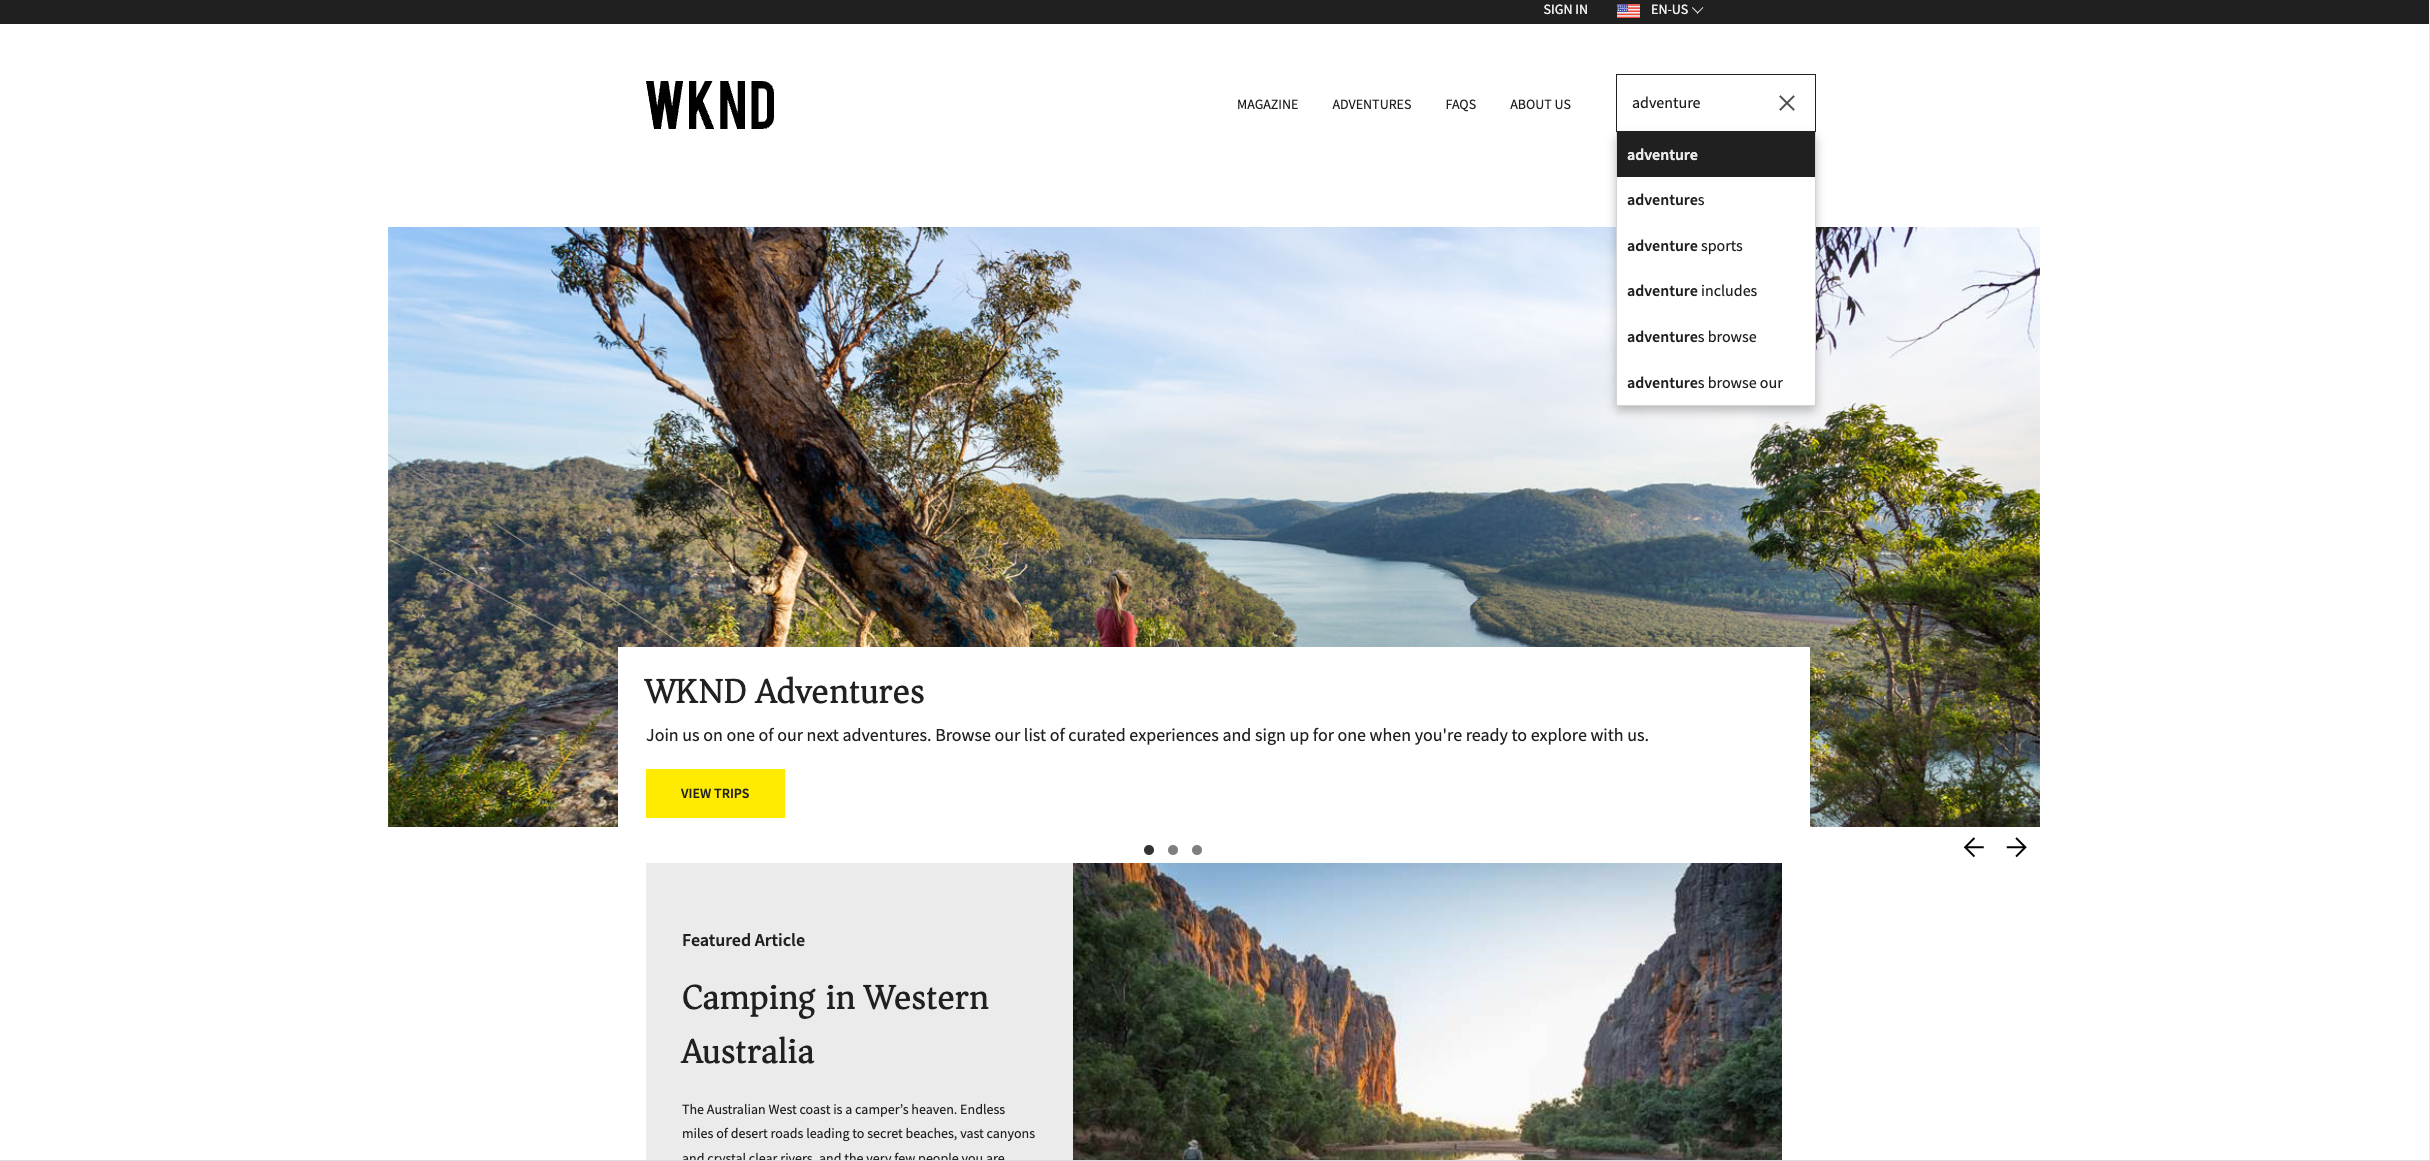 SIGN IN
EN-US
WKND
MAGAZINE
ADVENTURES
FAQS
ABOUT US
adventure
adventure
adventures
adventure sports
adventure includes
adventures browse
adventures browse our
WKND Adventures
Join us on one of our next adventures. Browse our list of curated experiences and sign up for one when you're ready to explore with us.
VIEW TRIPS
Featured Article
Camping in Western
Australia
The Australian West coast is a camper’s heaven. Endless
miles of desert roads leading to secret beaches, vast canyons
and crystal clear rivers, and the very few people you are